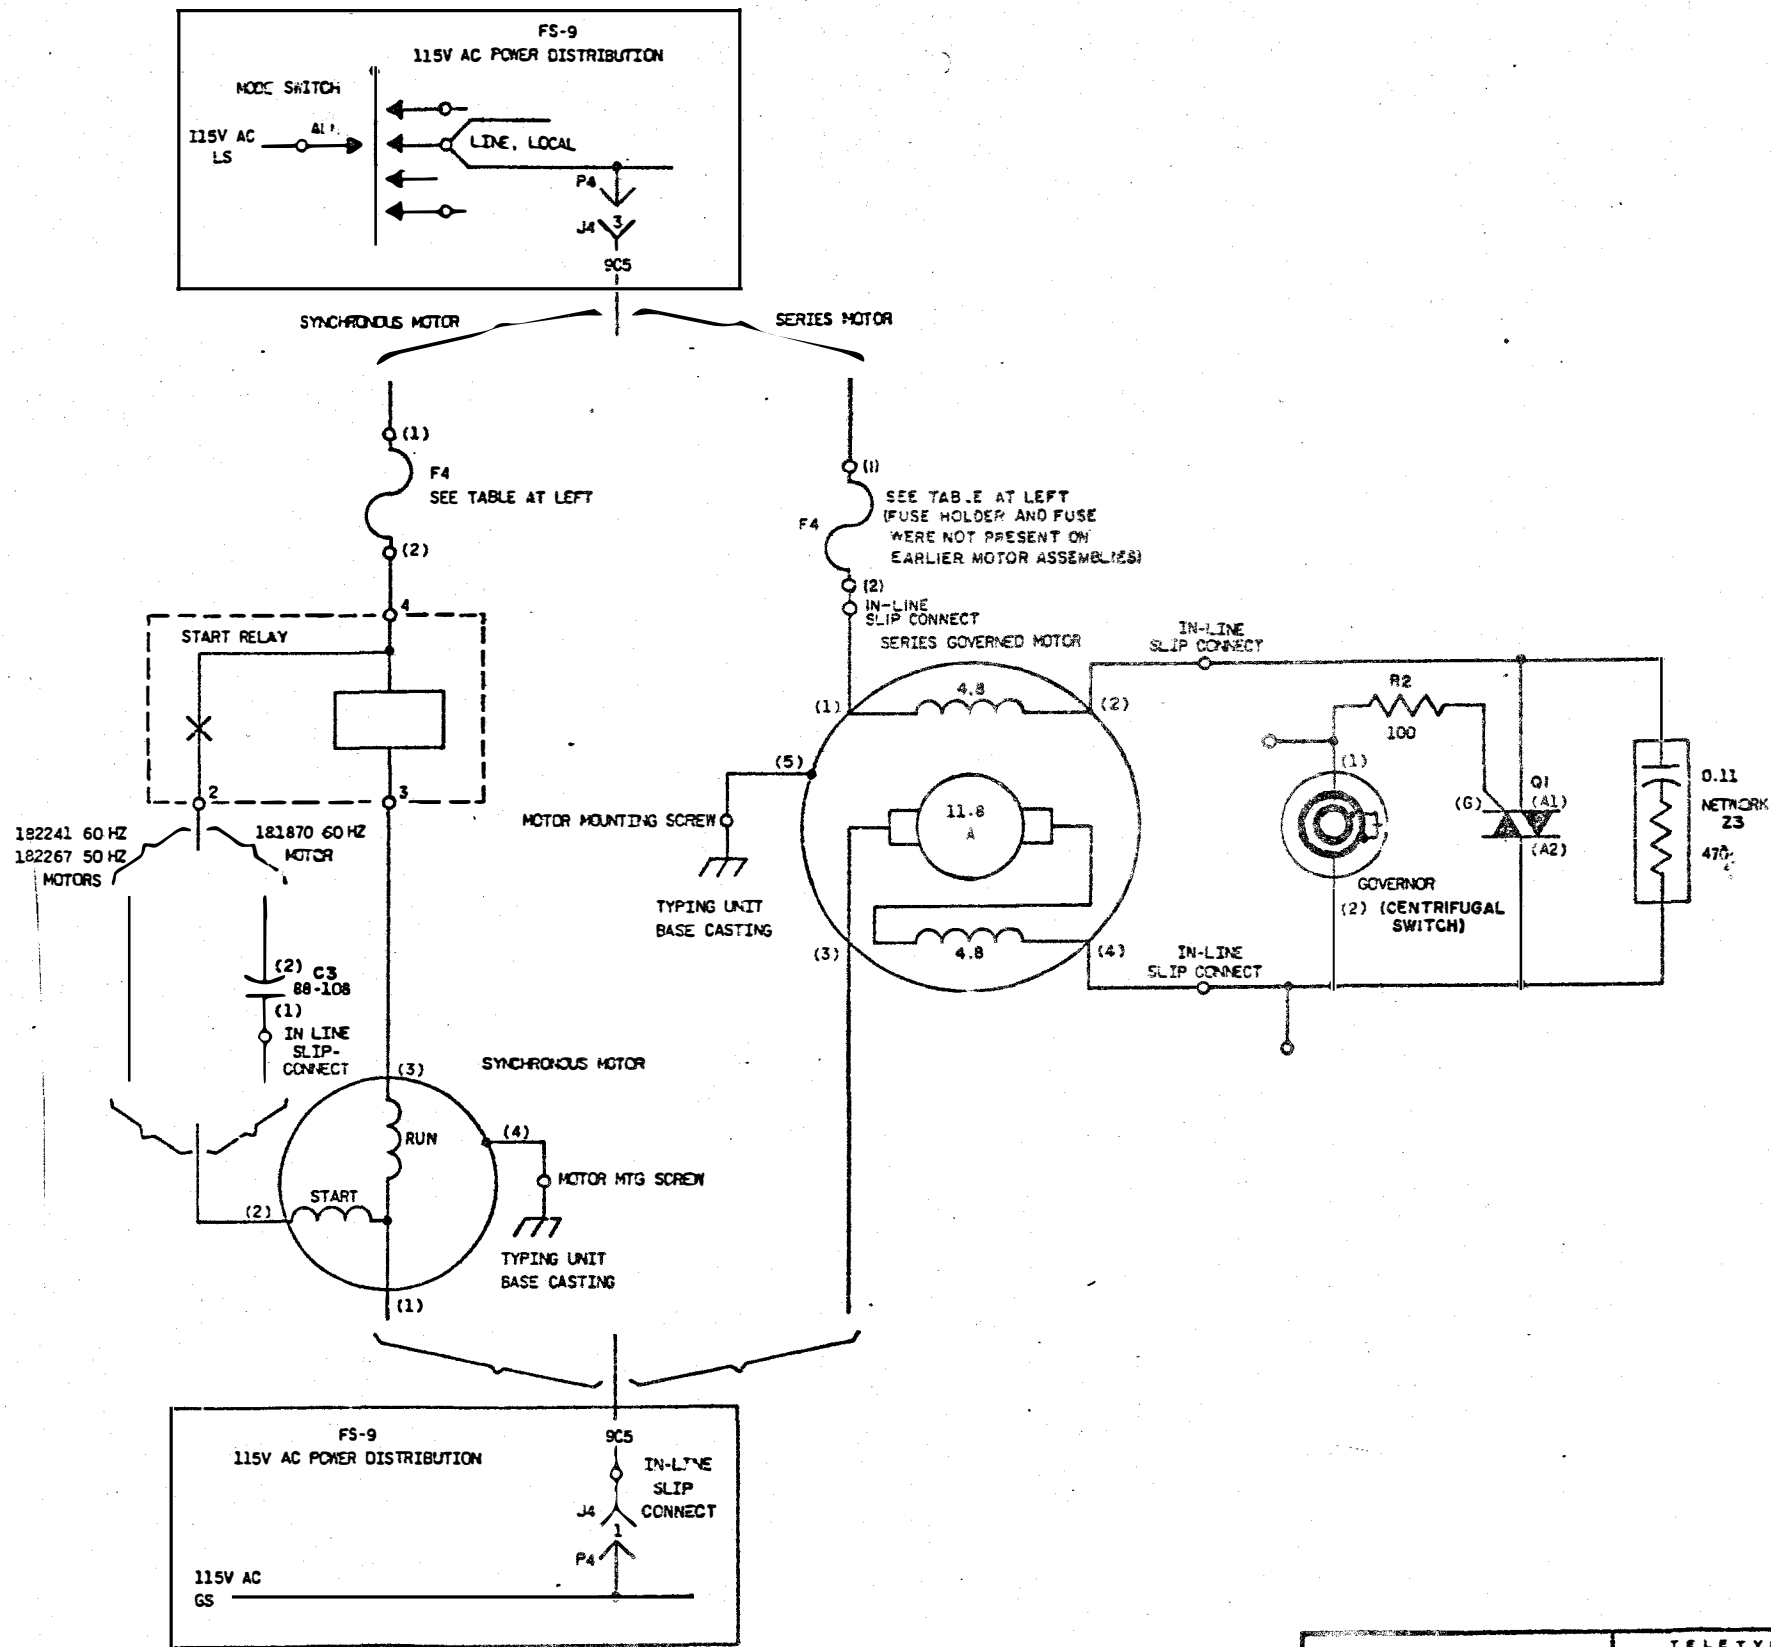 FS-9
115V AC POWER DISTRIBUTION
MODE SWITCH
115V AC
LS
LINE, LOCAL
P4
J4
3
9C5
SYNCHRONOUS MOTOR
SERIES MOTOR
(1)
F4
SEE TABLE AT LEFT
(2)
(1)
F4
SEE TABLE AT LEFT
(FUSE HOLDER AND FUSE
WERE NOT PRESENT ON
EARLIER MOTOR ASSEMBLIES)
(2)
IN-LINE
SLIP CONNECT
SERIES GOVERNED MOTOR
4
START RELAY
2
3
182241 60 HZ
182267 50 HZ
MOTORS
181870 60 HZ
MOTOR
(2)
C3
88-108
(1)
IN LINE
SLIP-
CONNECT
SYNCHRONOUS MOTOR
(3)
RUN
(4)
START
(2)
MOTOR MTG SCREW
TYPING UNIT
BASE CASTING
(1)
(1)
4.8
(2)
(5)
MOTOR MOUNTING SCREW
11.8
A
TYPING UNIT
BASE CASTING
(3)
4.8
(4)
IN-LINE
SLIP CONNECT
R2
100
(1)
(G)
Q1
(A1)
(A2)
GOVERNOR
(2) (CENTRIFUGAL
SWITCH)
0.11
NETWORK
Z3
IN-LINE
SLIP CONNECT
FS-9
115V AC POWER DISTRIBUTION
9C5
IN-LINE
SLIP
CONNECT
J4
1
P4
115V AC
GS